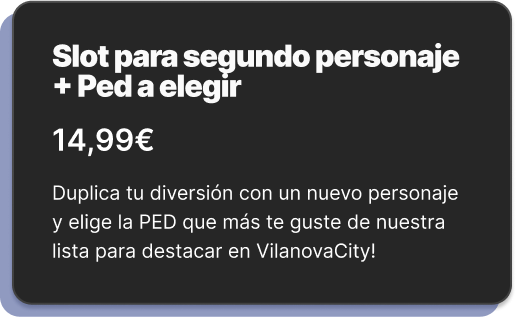 Slot para segundo personaje
+ Ped a elegir
14,99€
Duplica tu diversión con un nuevo personaje
y elige la PED que más te guste de nuestra
lista para destacar en VilanovaCity!